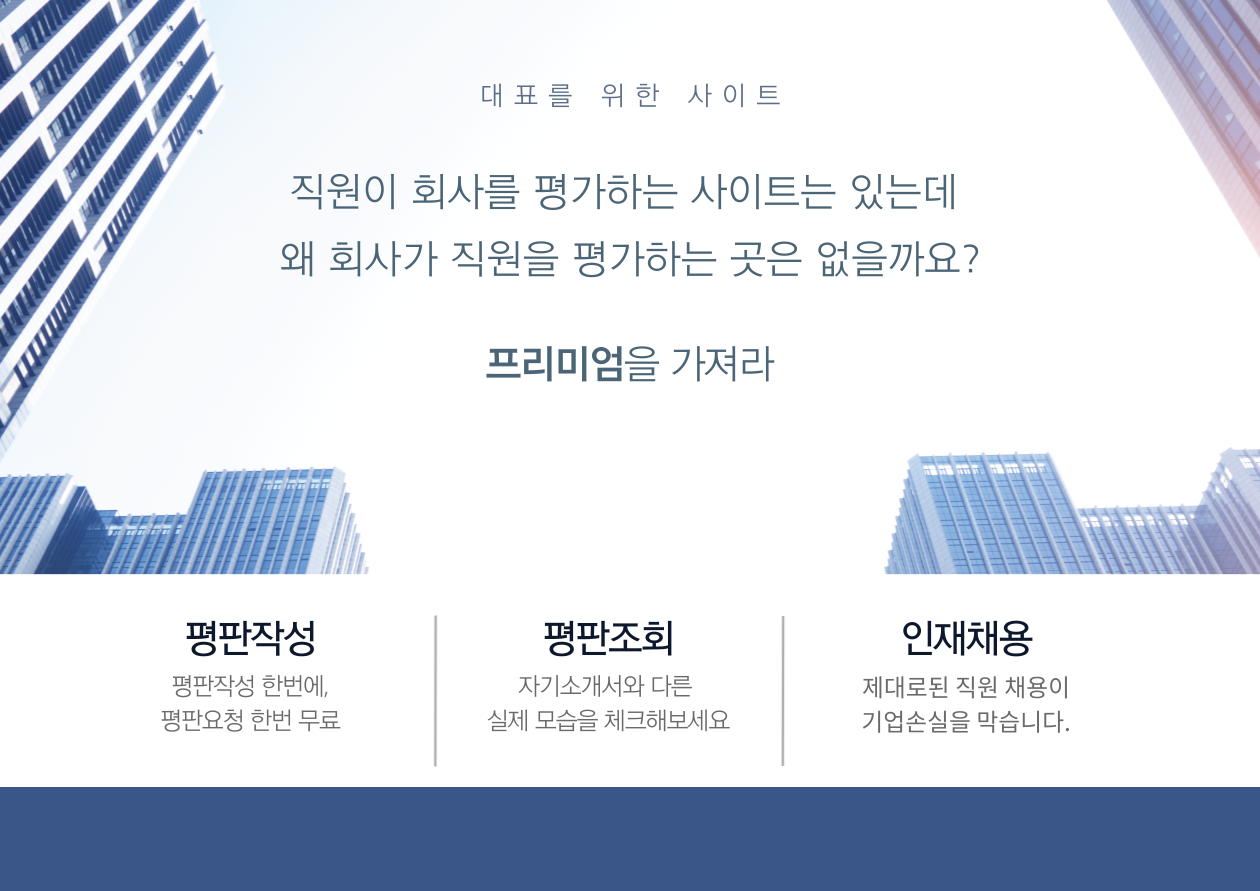 대표를 위한 사이트
직원이 회사를 평가하는 사이트는 있는데
왜 회사가 직원을 평가하는 곳은 없을까요?
프리미엄을 가져라
평판작성
평판작성 한번에,
평판요청 한번 무료
평판조회
자기소개서와 다른
실제 모습을 체크해보세요
인재채용
제대로된 직원 채용이
기업손실을 막습니다.